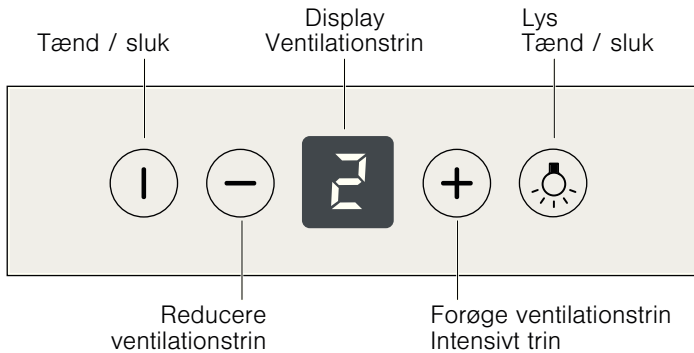 Tænd / sluk
Display
Ventilationstrin
Lys
Tænd / sluk
2
Reducere
ventilationstrin
Forøge ventilationstrin
Intensivt trin